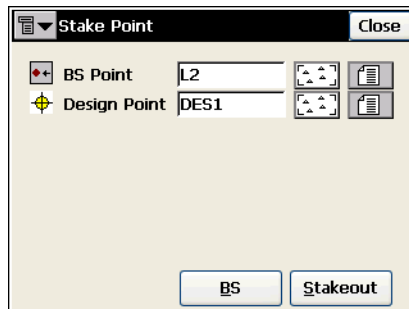 Stake Point Close
BS Point L2
Design Point DES1
BS Stakeout